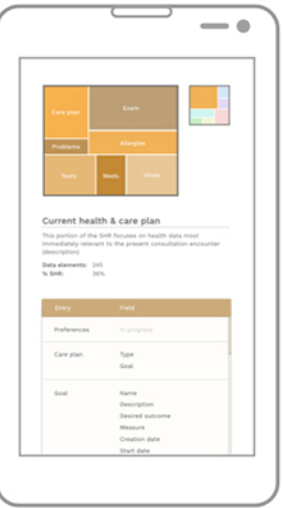 Care plan
Exam
Problems
Allergies
Tests
Meds.
Vitals
Current health & care plan
This portion of the SHR focuses on health data most
immediately relevant to the present consultation encounter
(description)
Data elements: 245
% SHR: 36%
Entry Field
Preferences In progress
Care plan Type
Goal
Goal Name
Description
Desired outcome
Measure
Creation date
Start date